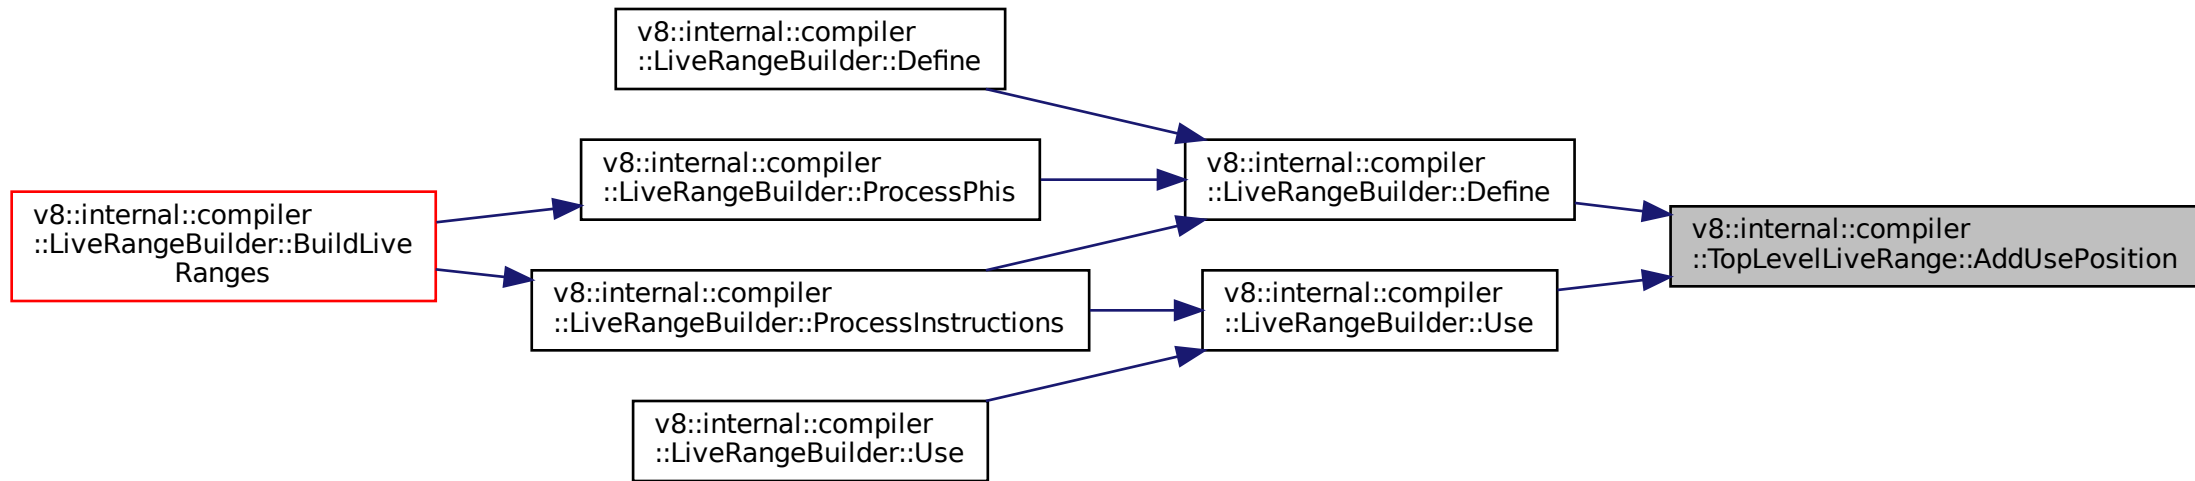 v8::internal::compiler
::LiveRangeBuilder::Define
v8::internal::compiler
::LiveRangeBuilder::ProcessPhis
v8::internal::compiler
::LiveRangeBuilder::Define
v8::internal::compiler
::LiveRangeBuilder::BuildLive
Ranges
v8::internal::compiler
::TopLevelLiveRange::AddUsePosition
v8::internal::compiler
::LiveRangeBuilder::ProcessInstructions
v8::internal::compiler
::LiveRangeBuilder::Use
v8::internal::compiler
::LiveRangeBuilder::Use